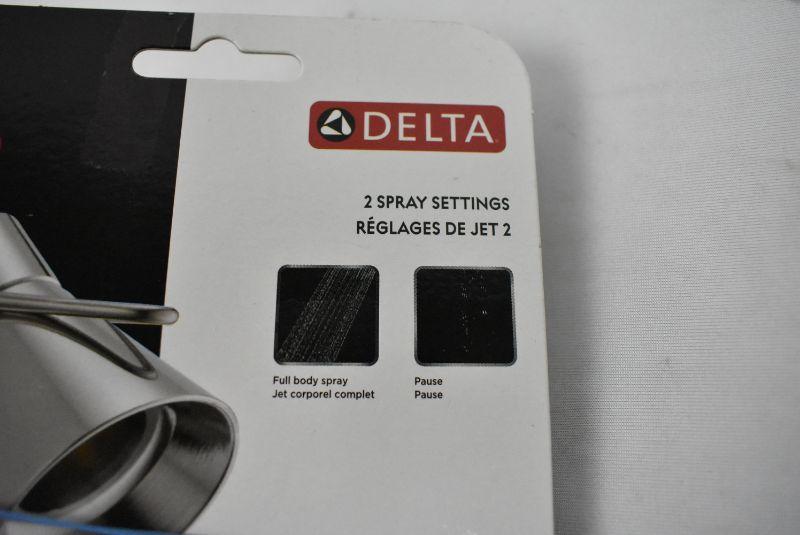 DELTA
2 SPRAY SETTINGS
RÉGLAGES DE JET 2
Full body spray
Jet corporel complet
Pause
Pause